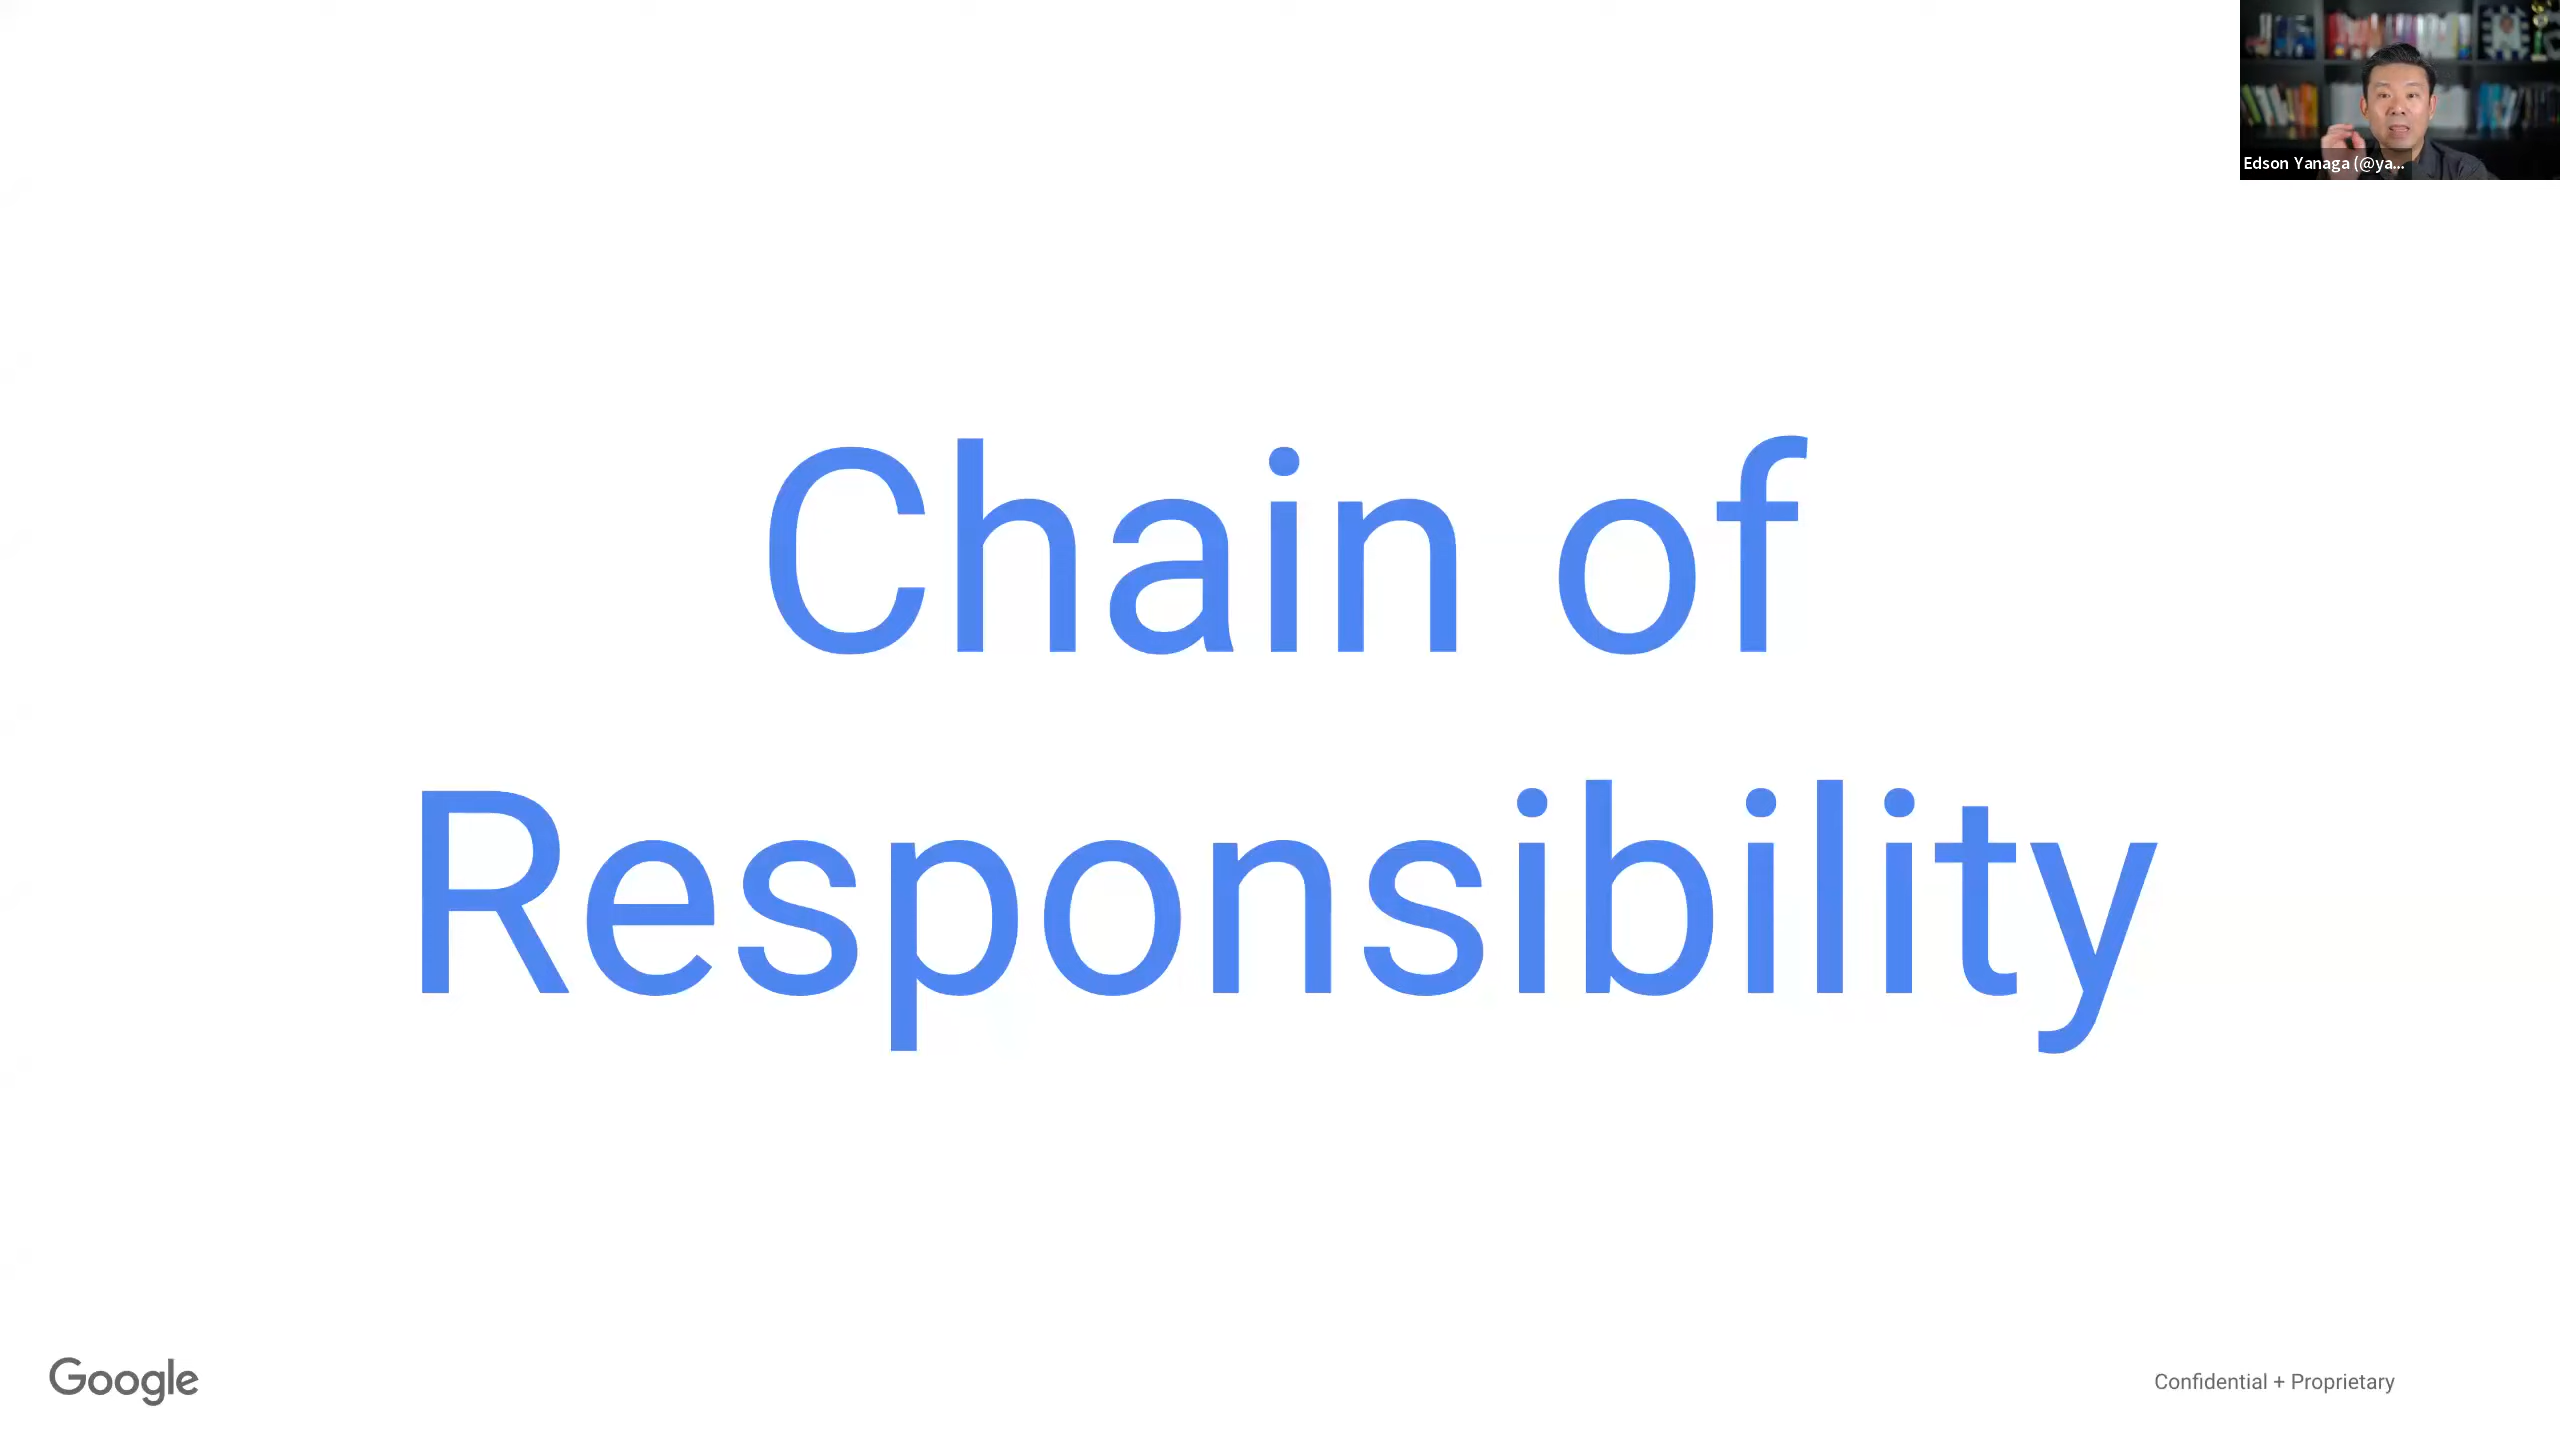 Edson Yanaga (@ya...
Chain of
Responsibility
Google
Confidential + Proprietary